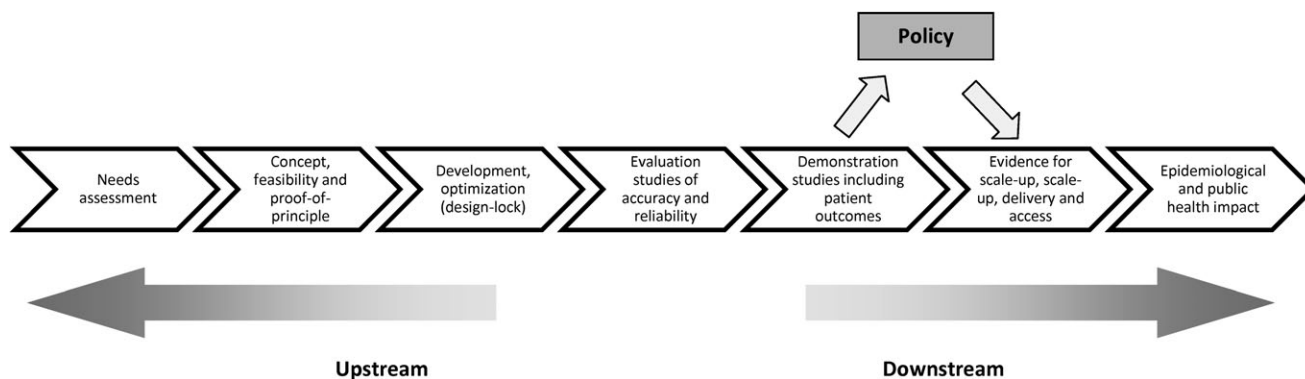 Policy
Needs
assessment
Concept,
feasibility and
proof-of-
principle
Development,
optimization
(design-lock)
Evaluation
studies of
accuracy and
reliability
Demonstration
studies including
patient
outcomes
Evidence for
scale-up, scale-
up, delivery and
access
Epidemiological
and public
health impact
Upstream
Downstream